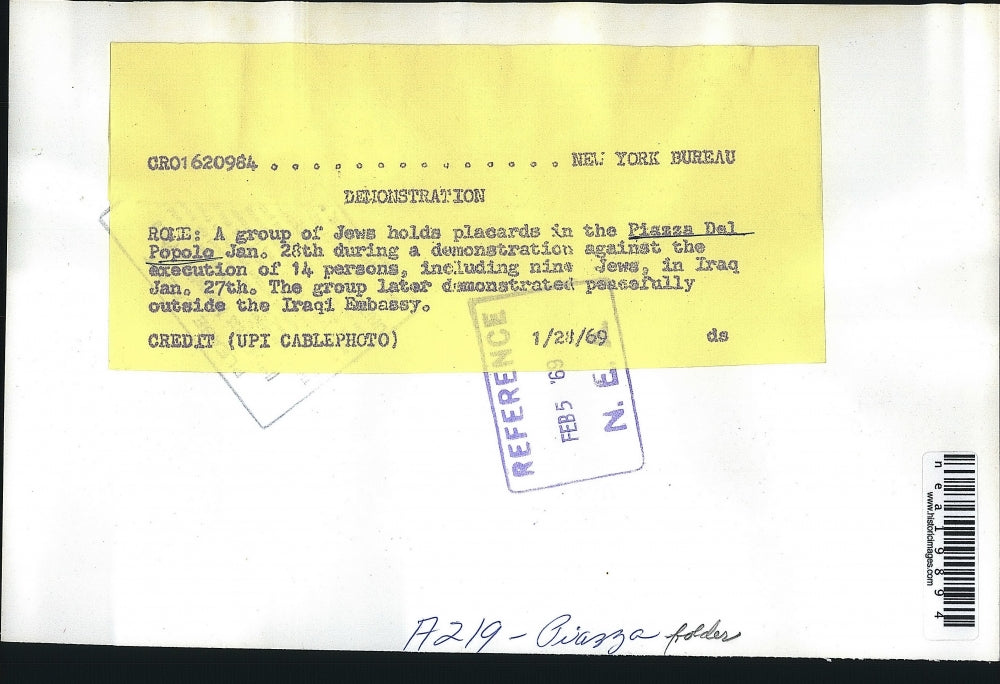 CRO1620984 . . . . . . . . . . . . . . . . NEW YORK BUREAU
DEMONSTRATION
ROME: A group of Jews holds placards in the Piazza Del
Popolo Jan. 28th during a demonstration against the
execution of 14 persons, including nine Jews, in Iraq
Jan. 27th. The group later demonstrated peacefully
outside the Iraqi Embassy.
CREDIT (UPI CABLEPHOTO) 1/28/69 ds
REFERENCE
FEB 5 '69
N. E.
nea19894
www.historicimages.com
A219 - Piazza folder